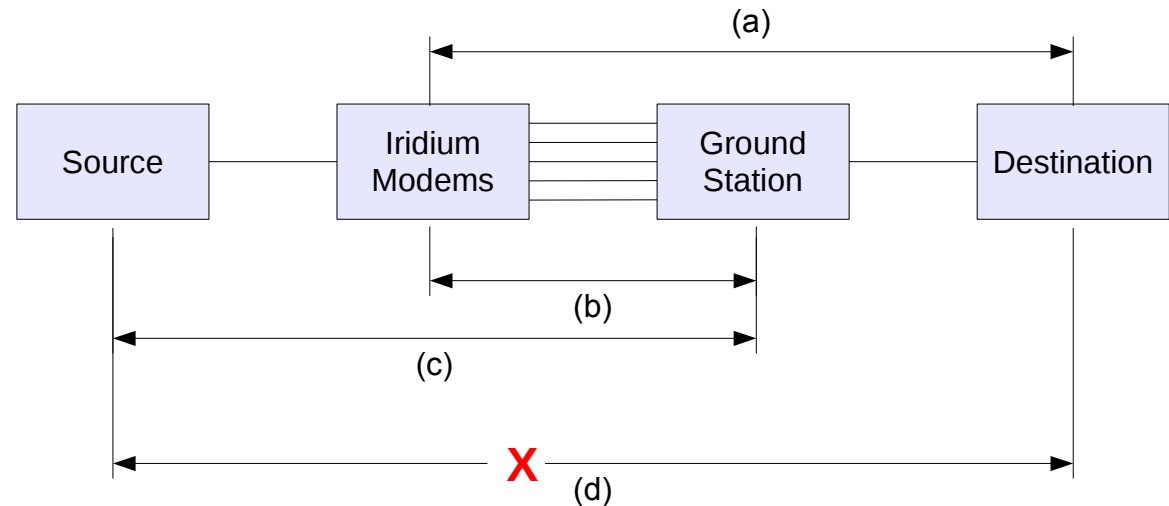 (a)
Source
Iridium
Modems
Ground
Station
Destination
(b)
(c)
X
(d)